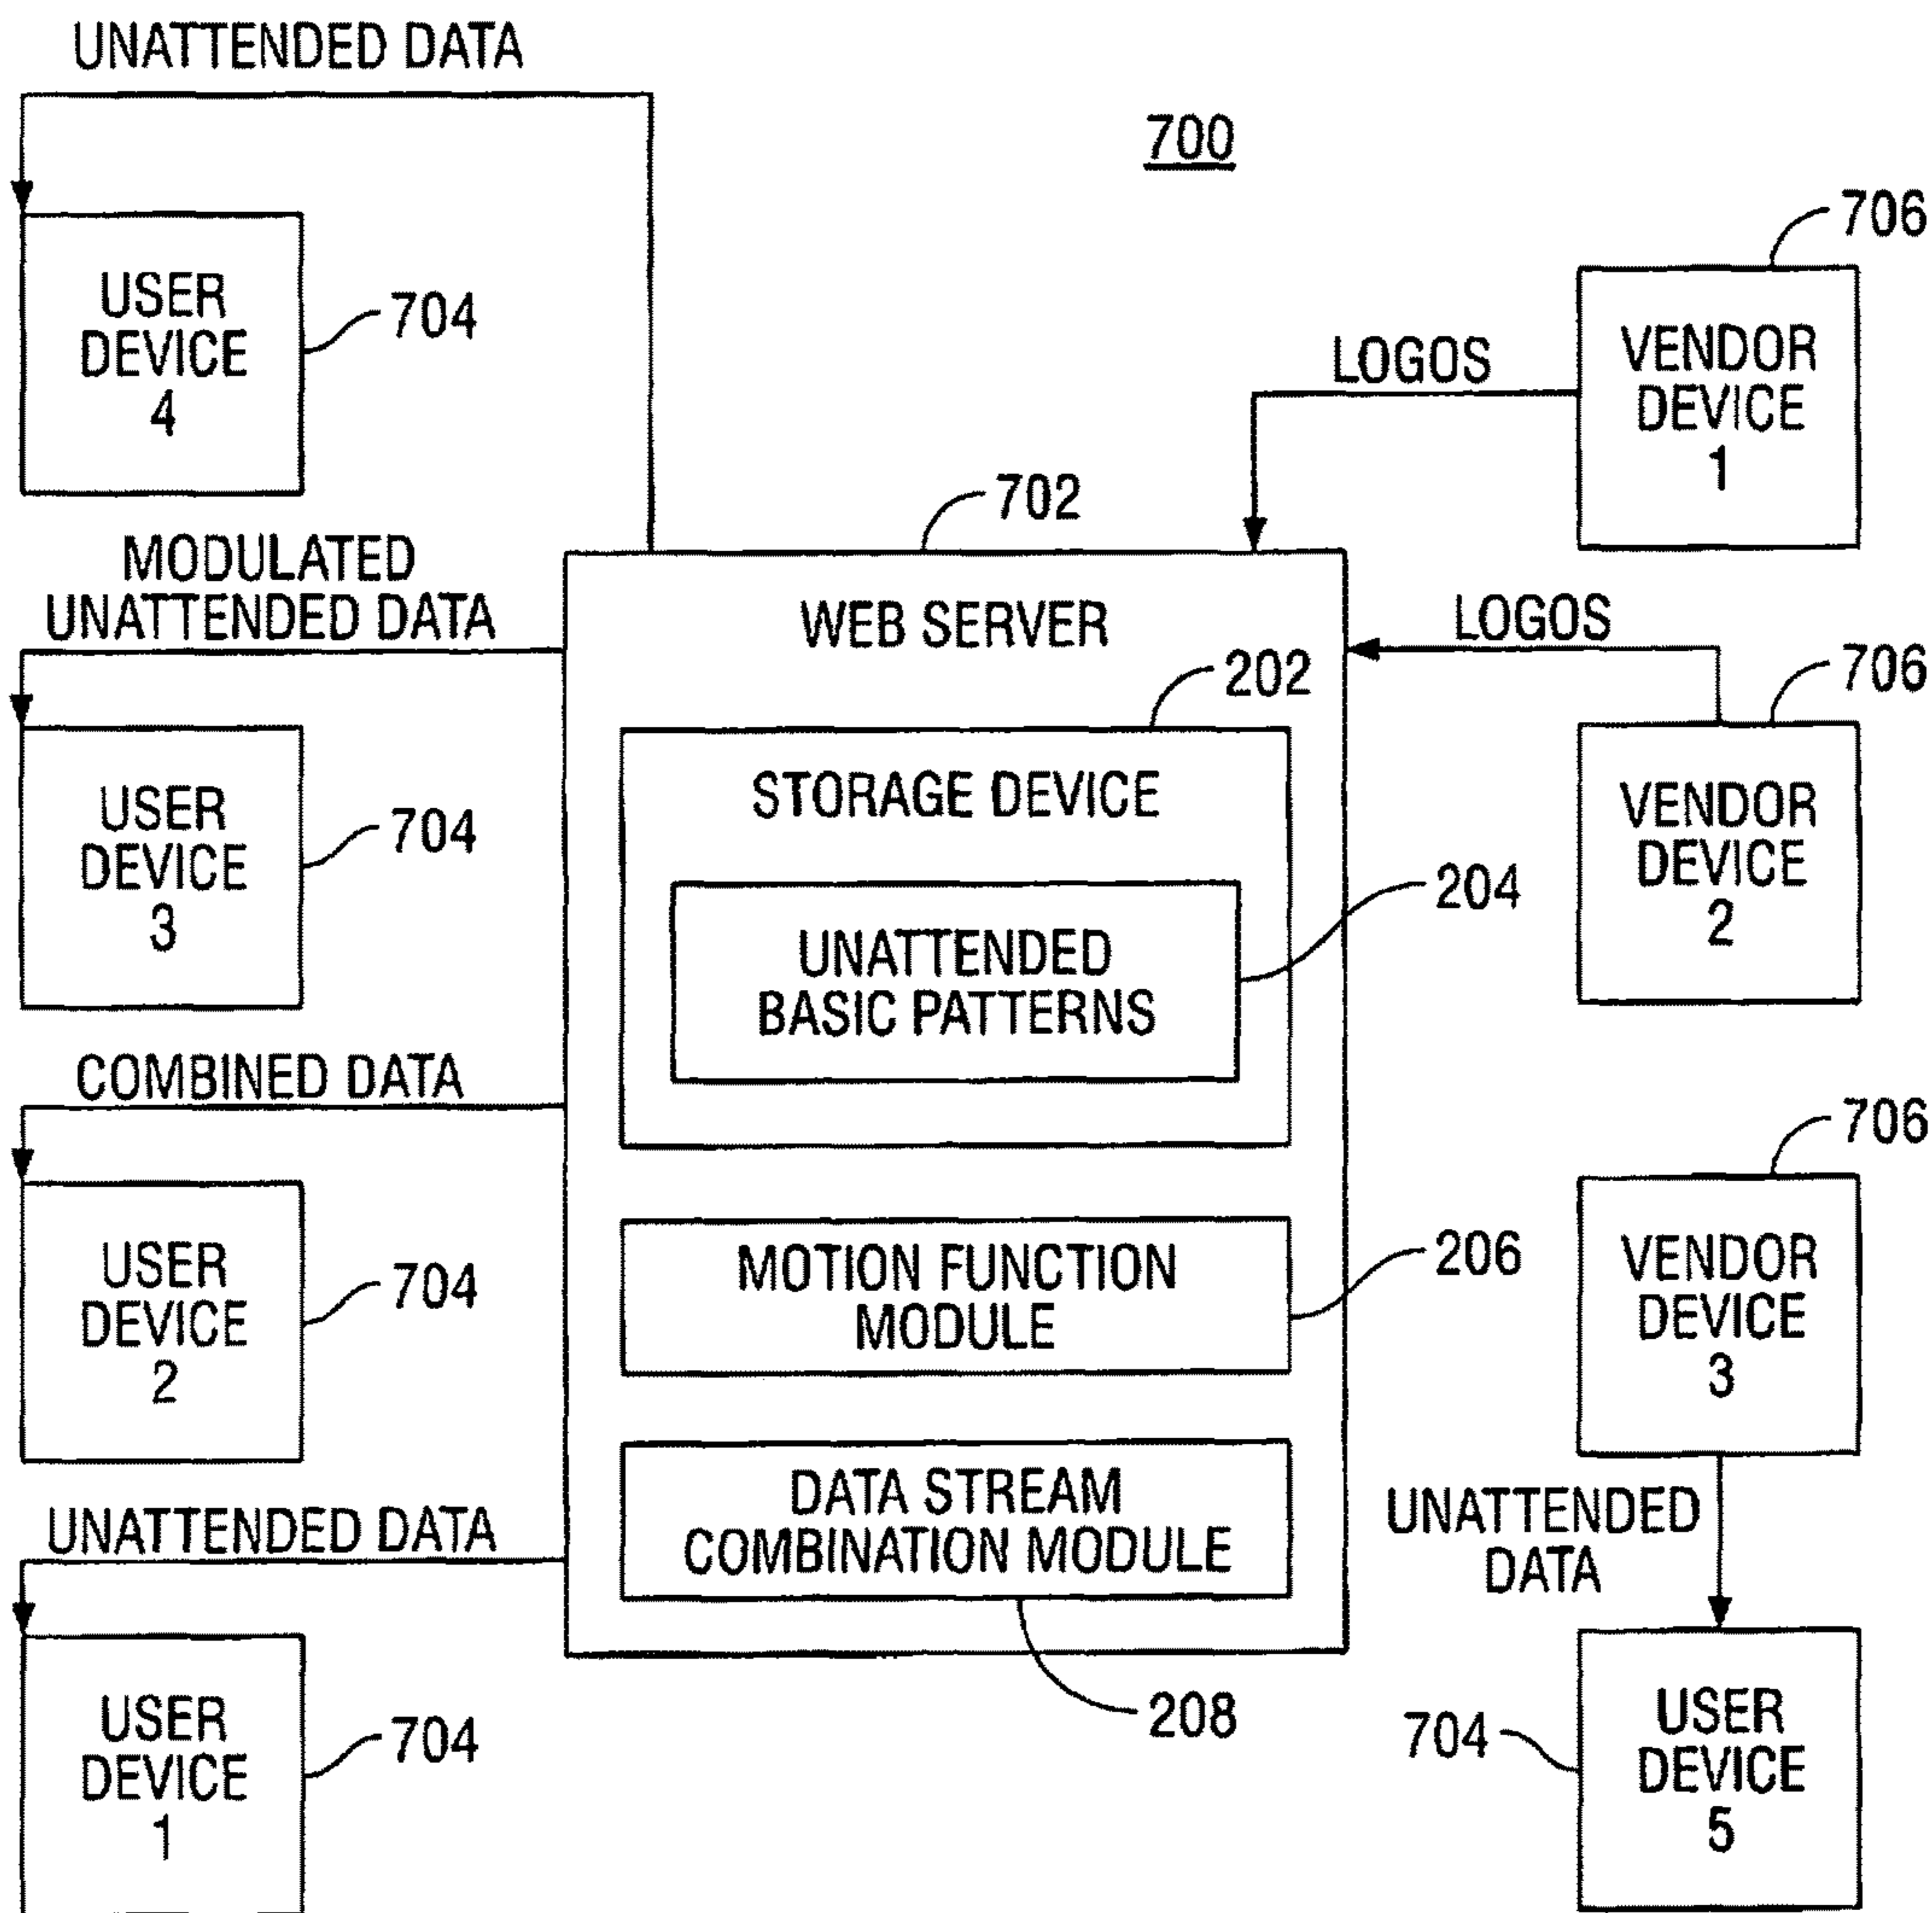 UNATTENDED DATA
700
USER
DEVICE
4
704
LOGOS
VENDOR
DEVICE
1
706
702
MODULATED
UNATTENDED DATA
USER
DEVICE
3
704
WEB SERVER
202
STORAGE DEVICE
204
UNATTENDED
BASIC PATTERNS
LOGOS
706
VENDOR
DEVICE
2
COMBINED DATA
USER
DEVICE
2
704
MOTION FUNCTION
MODULE
206
706
VENDOR
DEVICE
3
UNATTENDED DATA
USER
DEVICE
1
704
DATA STREAM
COMBINATION MODULE
208
UNATTENDED
DATA
704
USER
DEVICE
5